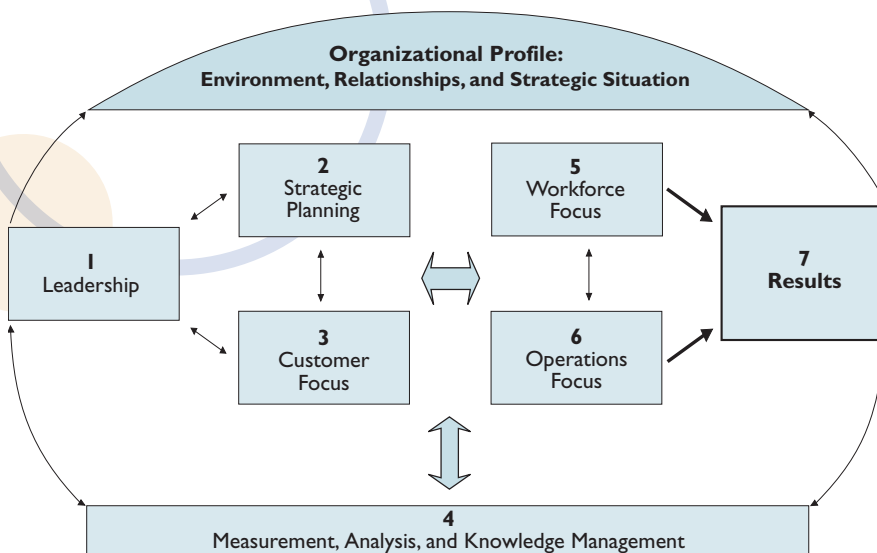 Organizational Profile:
Environment, Relationships, and Strategic Situation
1
Leadership
2
Strategic
Planning
3
Customer
Focus
5
Workforce
Focus
6
Operations
Focus
7
Results
4
Measurement, Analysis, and Knowledge Management